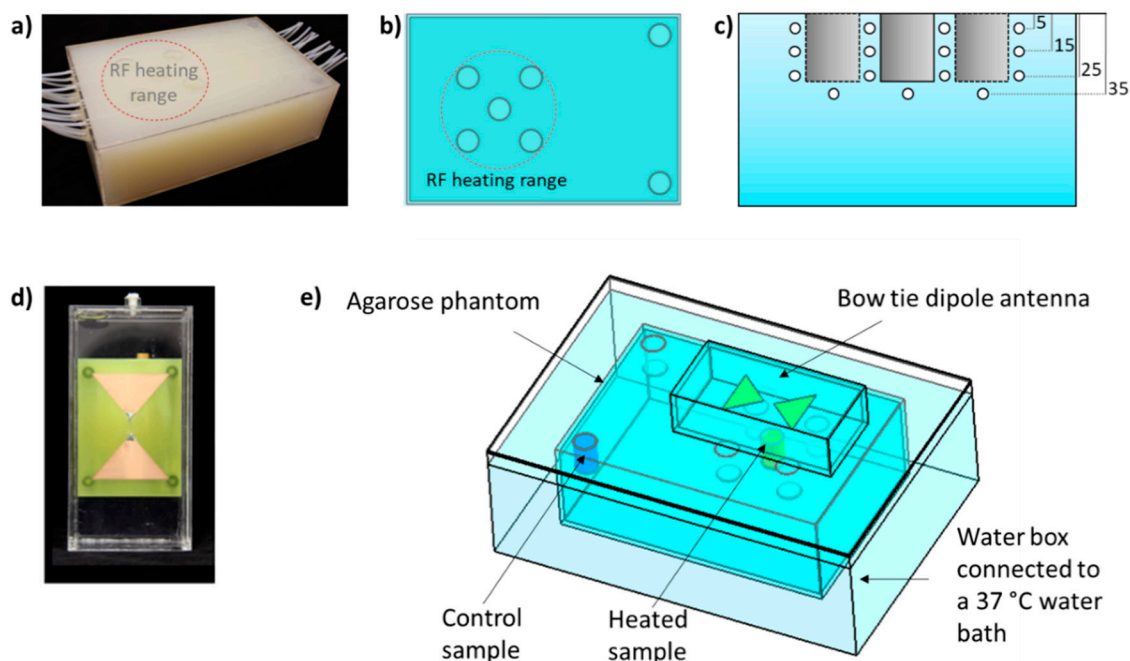 a)
RF heating
range
b)
RF heating range
c)
5
15
25
35
d)
e)
Agarose phantom
Bow tie dipole antenna
Control
sample
Heated
sample
Water box
connected to
a 37 °C water
bath